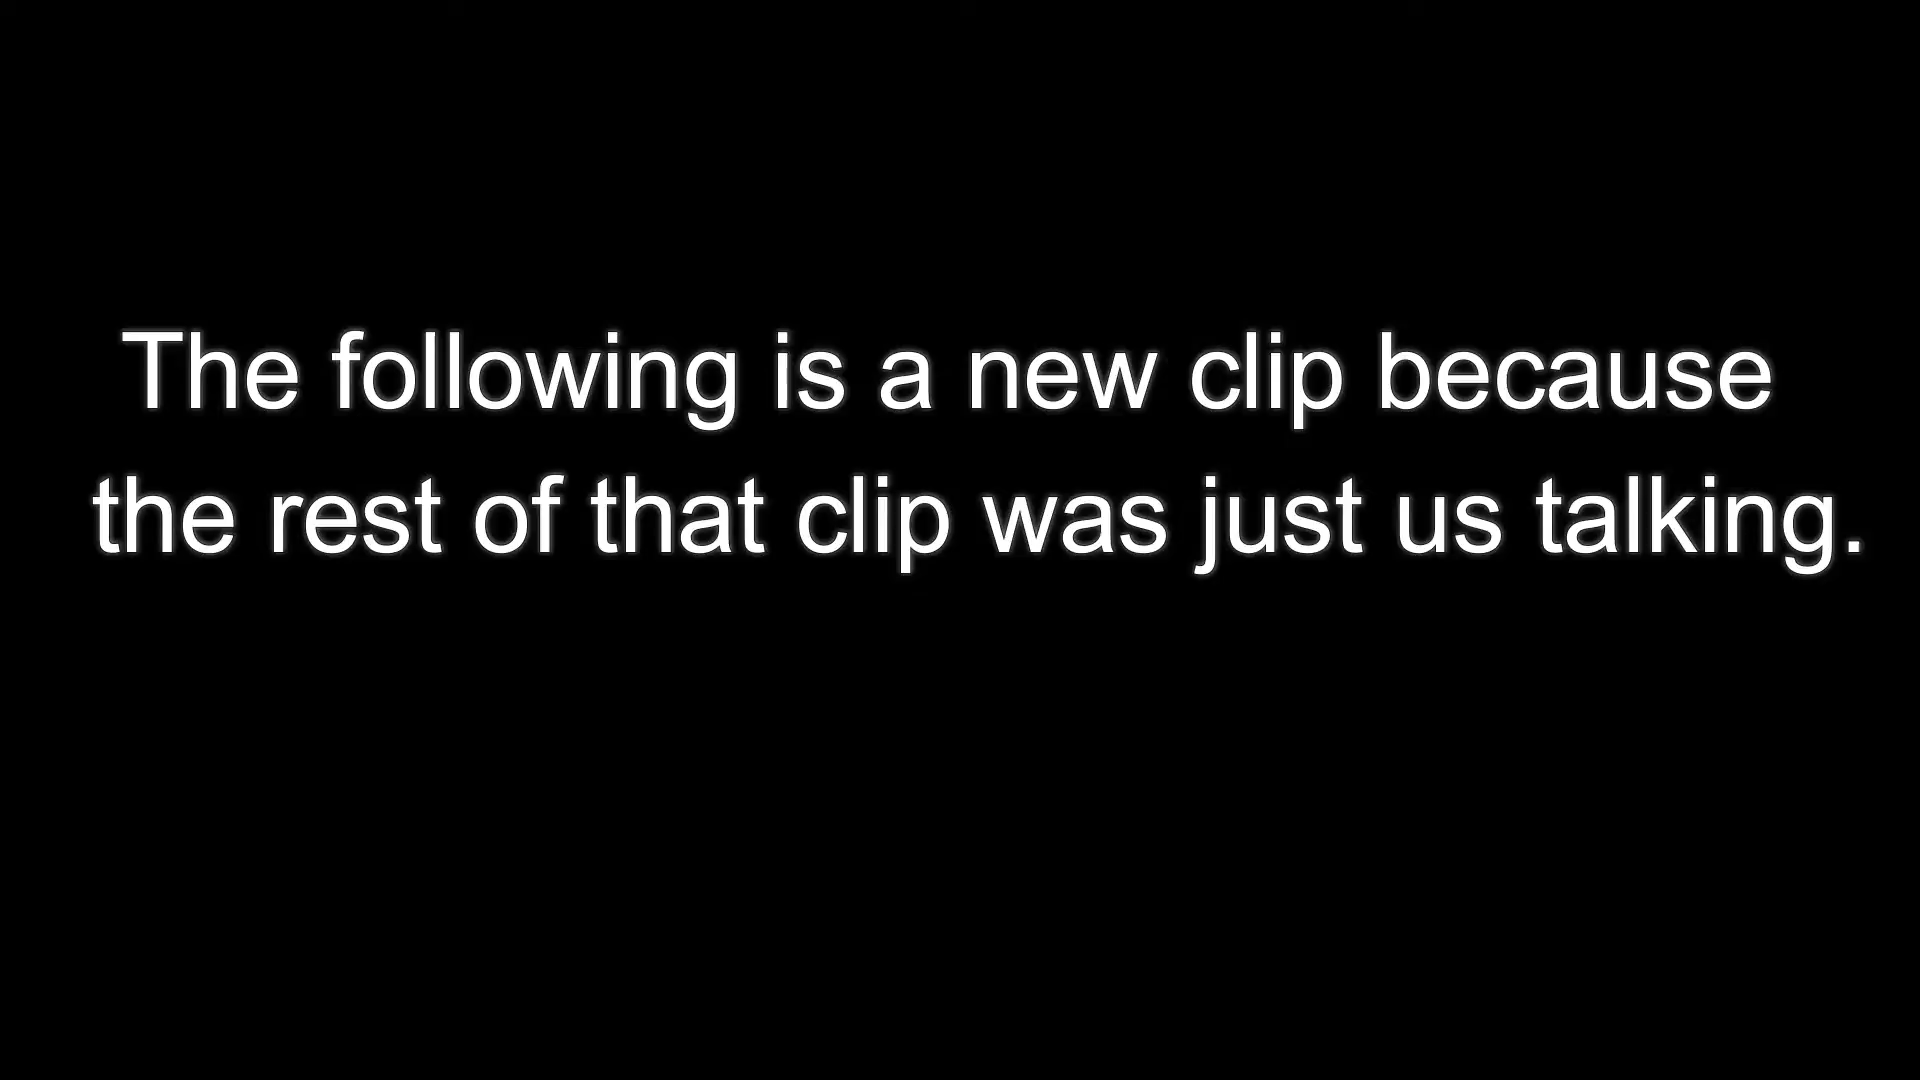 The following is a new clip because
the rest of that clip was just us talking.